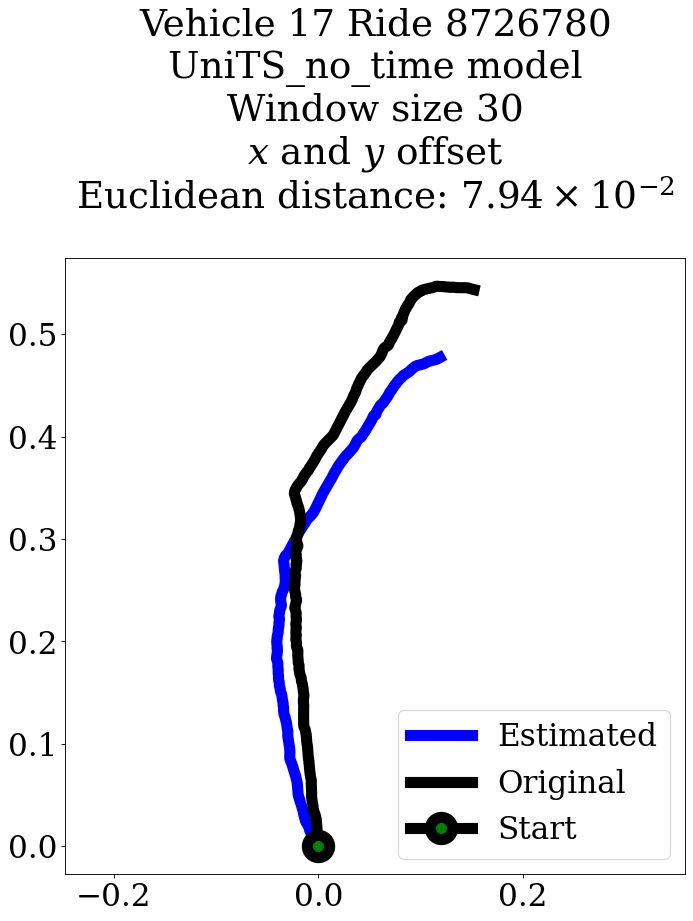 Vehicle 17 Ride 8726780
UniTS_no_time model
Window size 30
x and y offset
Euclidean distance: 7.94 × 10⁻²
0.5
0.4
0.3
0.2
0.1
0.0
−0.2 0.0 0.2
Estimated
Original
Start